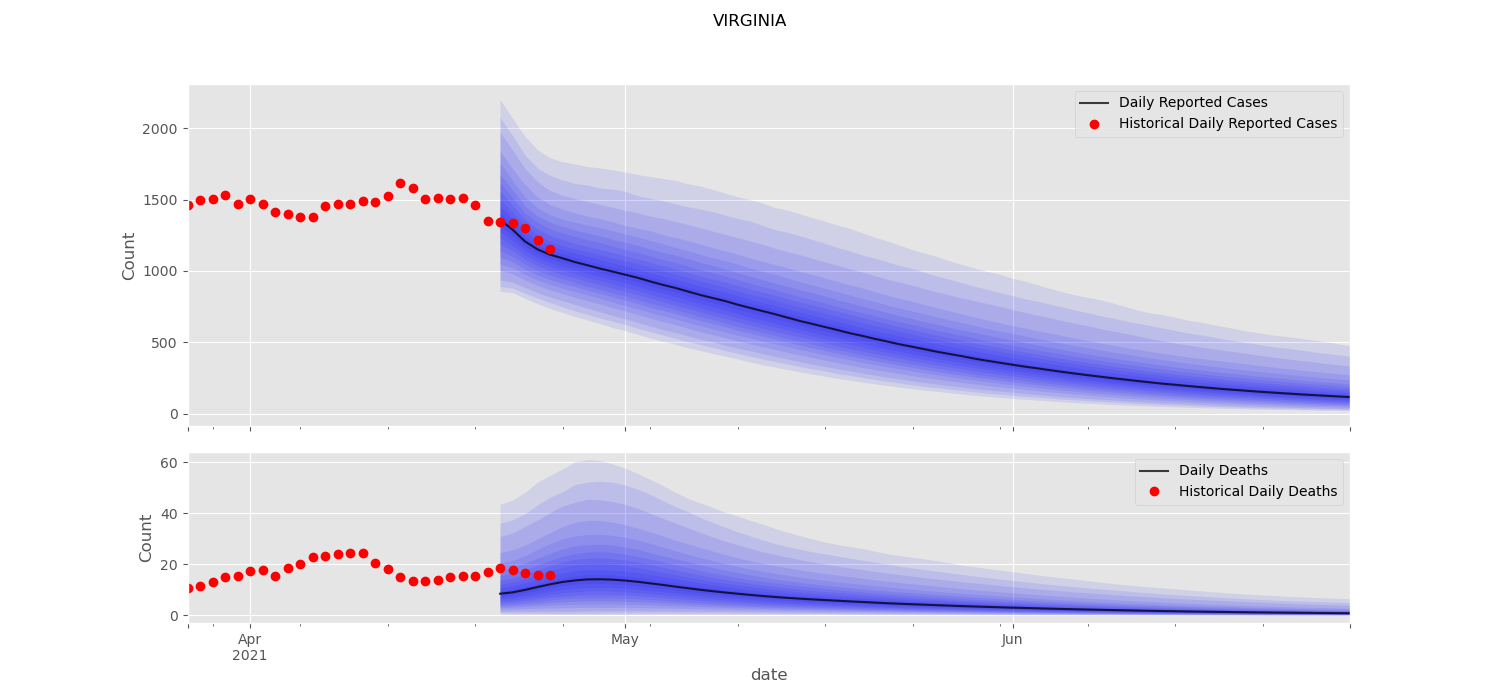 VIRGINIA
Count
2000
1500
1000
500
0
Daily Reported Cases
Historical Daily Reported Cases
Count
60
40
20
0
Daily Deaths
Historical Daily Deaths
Apr
2021
May
Jun
date